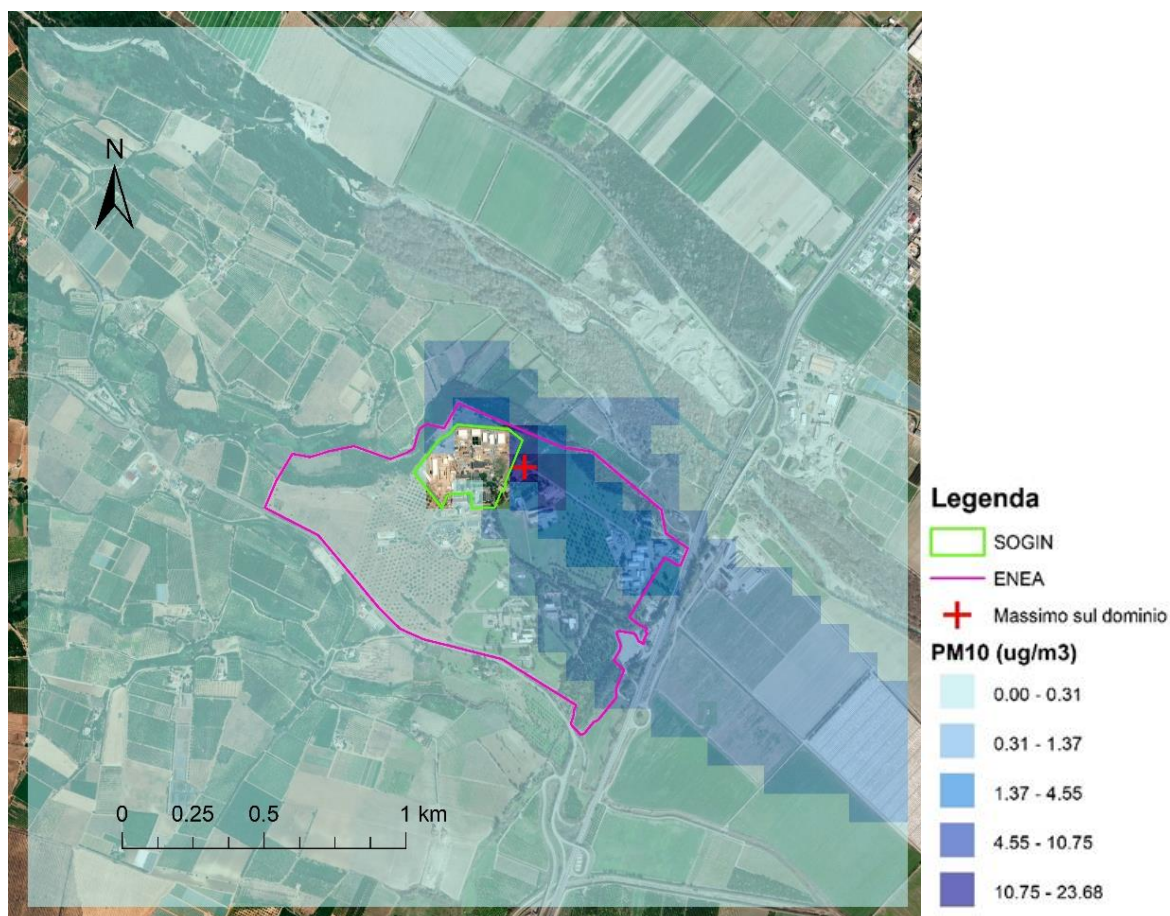 N
0 0.25 0.5 1 km
Legenda
SOGIN
ENEA
Massimo sul dominio
PM10 (ug/m3)
0.00 - 0.31
0.31 - 1.37
1.37 - 4.55
4.55 - 10.75
10.75 - 23.68